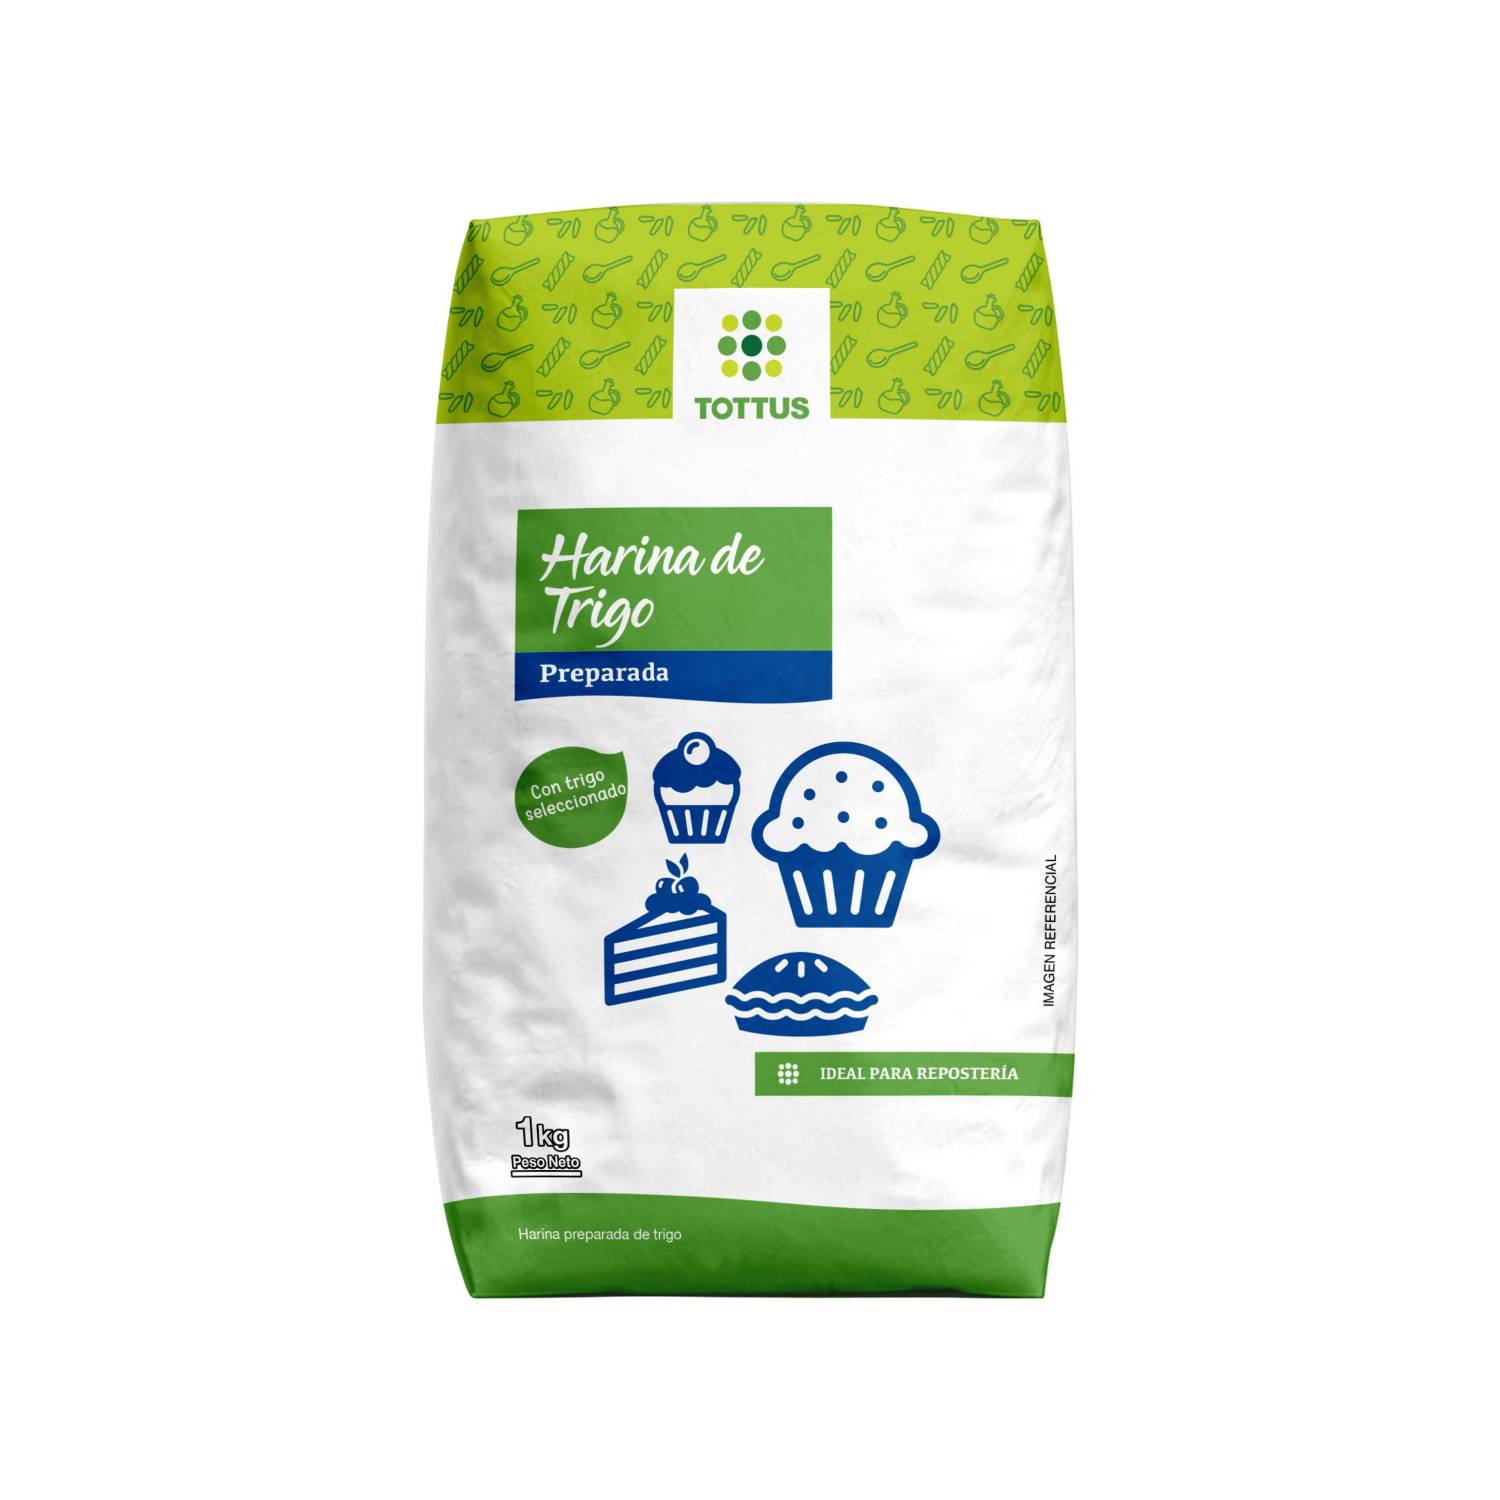 TOTTUS
Harina de
Trigo
Preparada
Con trigo
seleccionado
IMAGEN REFERENCIAL
IDEAL PARA REPOSTERÍA
1kg
Peso Neto
Harina preparada de trigo